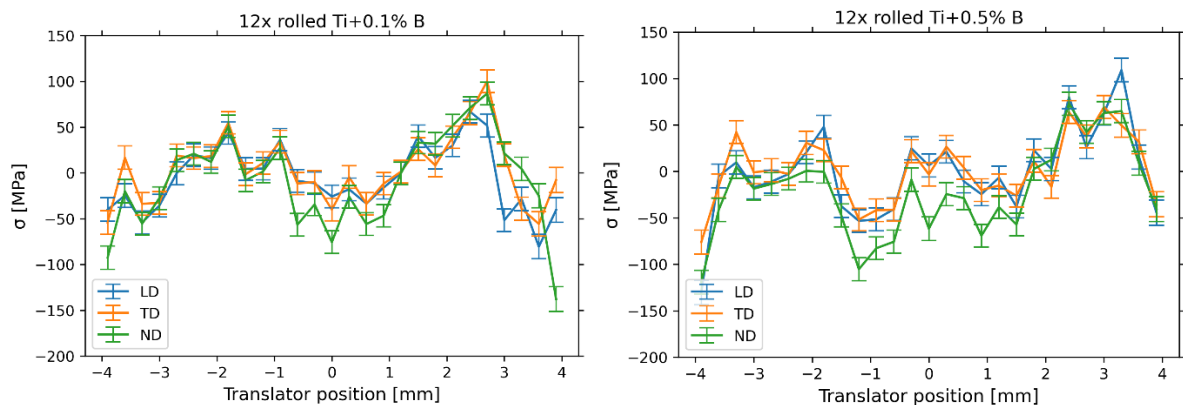 12x rolled Ti+0.1% B
150
100
50
0
−50
−100
−150
−200
σ [MPa]
LD
TD
ND
−4 −3 −2 −1 0 1 2 3 4
Translator position [mm]
12x rolled Ti+0.5% B
150
100
50
0
−50
−100
−150
−200
σ [MPa]
LD
TD
ND
−4 −3 −2 −1 0 1 2 3 4
Translator position [mm]